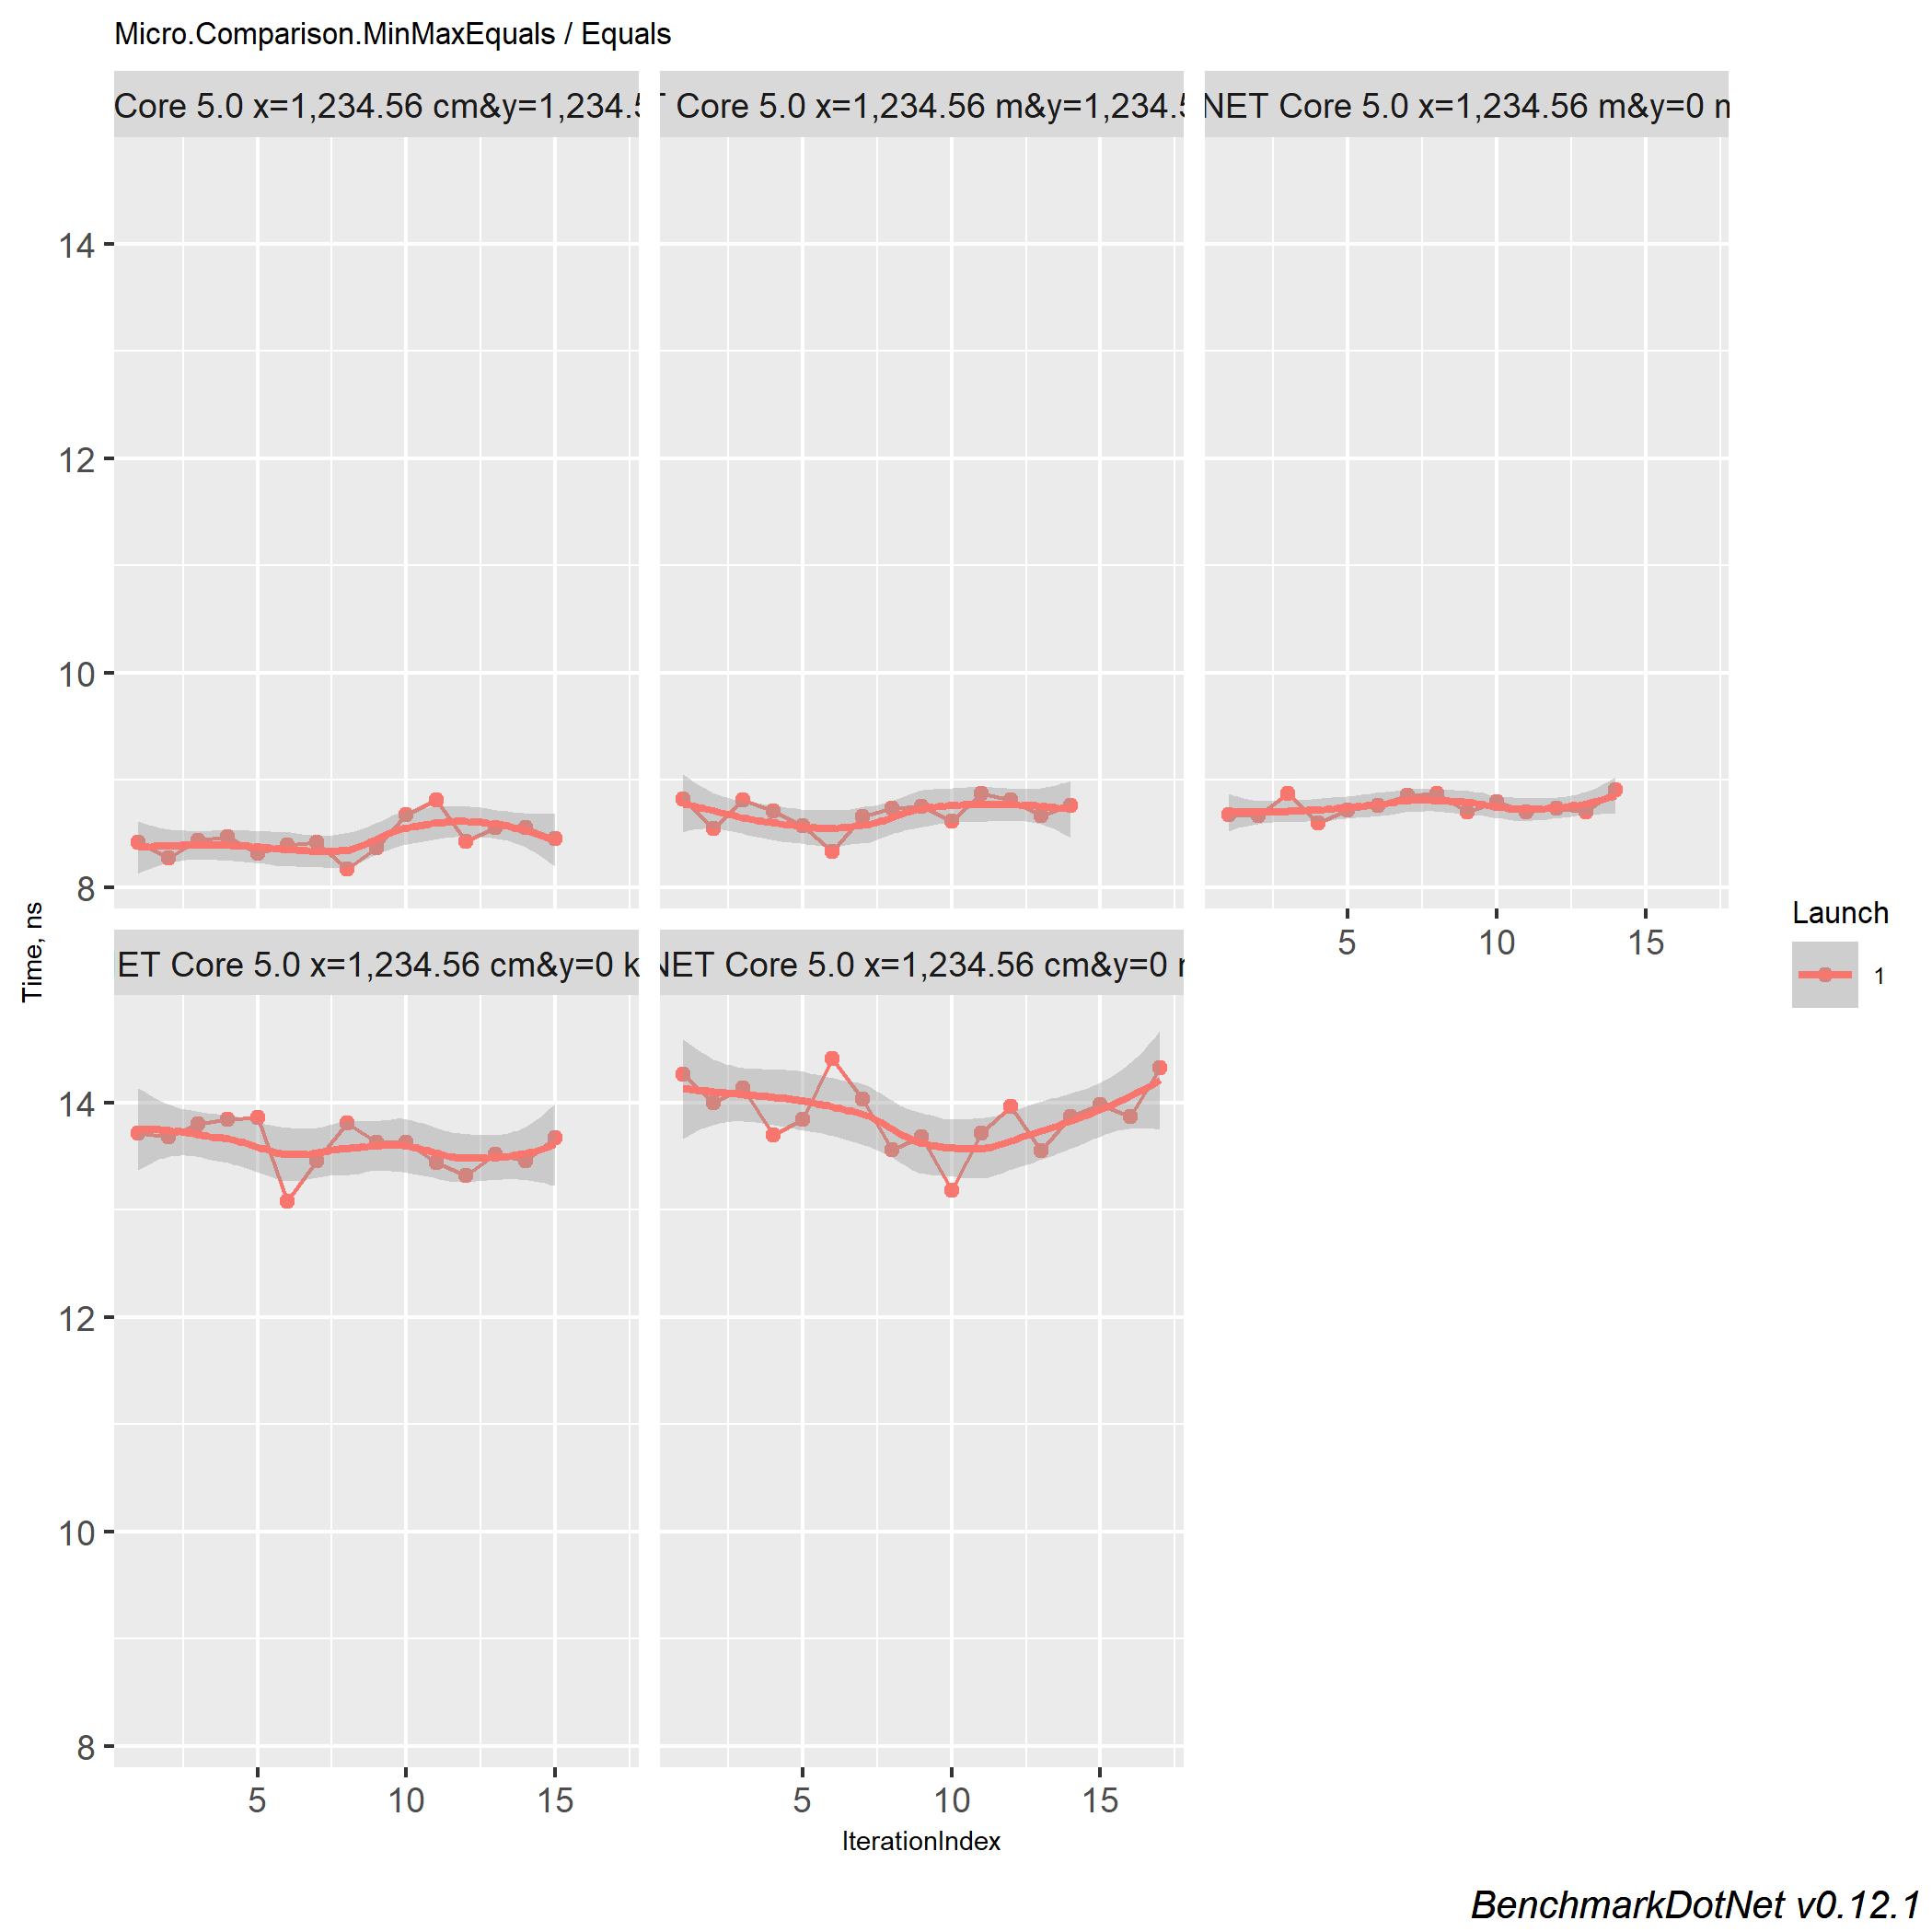 Micro.Comparison.MinMaxEquals / Equals
Core 5.0 x=1,234.56 cm&y=1,234.
Core 5.0 x=1,234.56 m&y=1,234.
NET Core 5.0 x=1,234.56 m&y=0
14
12
10
8
5 10 15
ET Core 5.0 x=1,234.56 cm&y=0 k
NET Core 5.0 x=1,234.56 cm&y=0
14
12
10
8
5 10 15
5 10 15
Time, ns
IterationIndex
Launch
1
BenchmarkDotNet v0.12.1